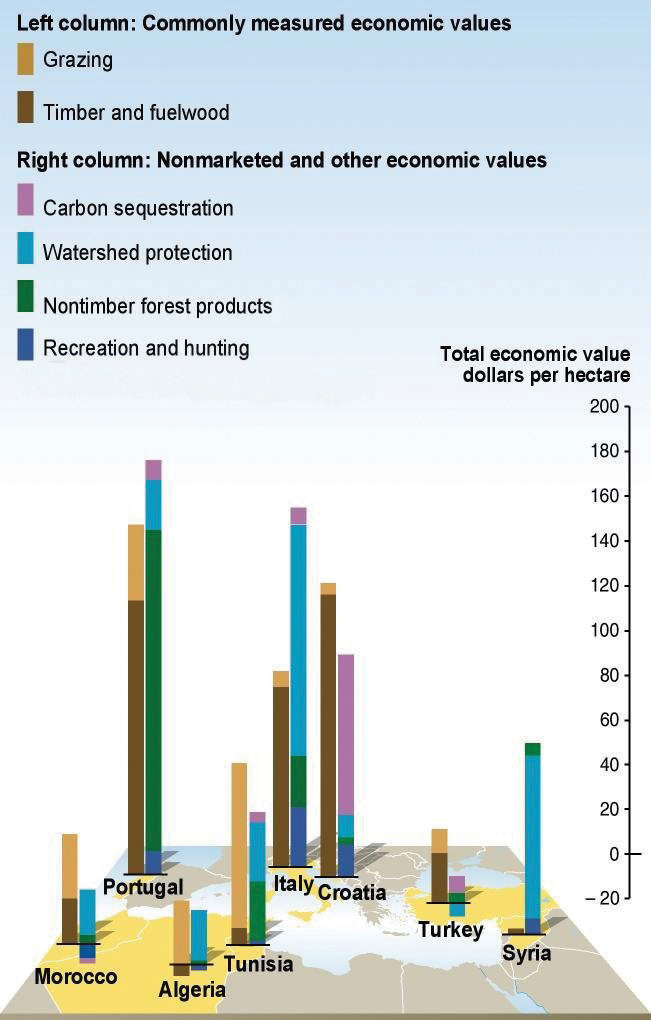 Left column: Commonly measured economic values
Grazing
Timber and fuelwood
Right column: Nonmarketed and other economic values
Carbon sequestration
Watershed protection
Nontimber forest products
Recreation and hunting
Total economic value
dollars per hectare
200
180
160
140
120
100
80
60
40
20
0
–20
Portugal
Italy
Croatia
Turkey
Syria
Morocco
Algeria
Tunisia